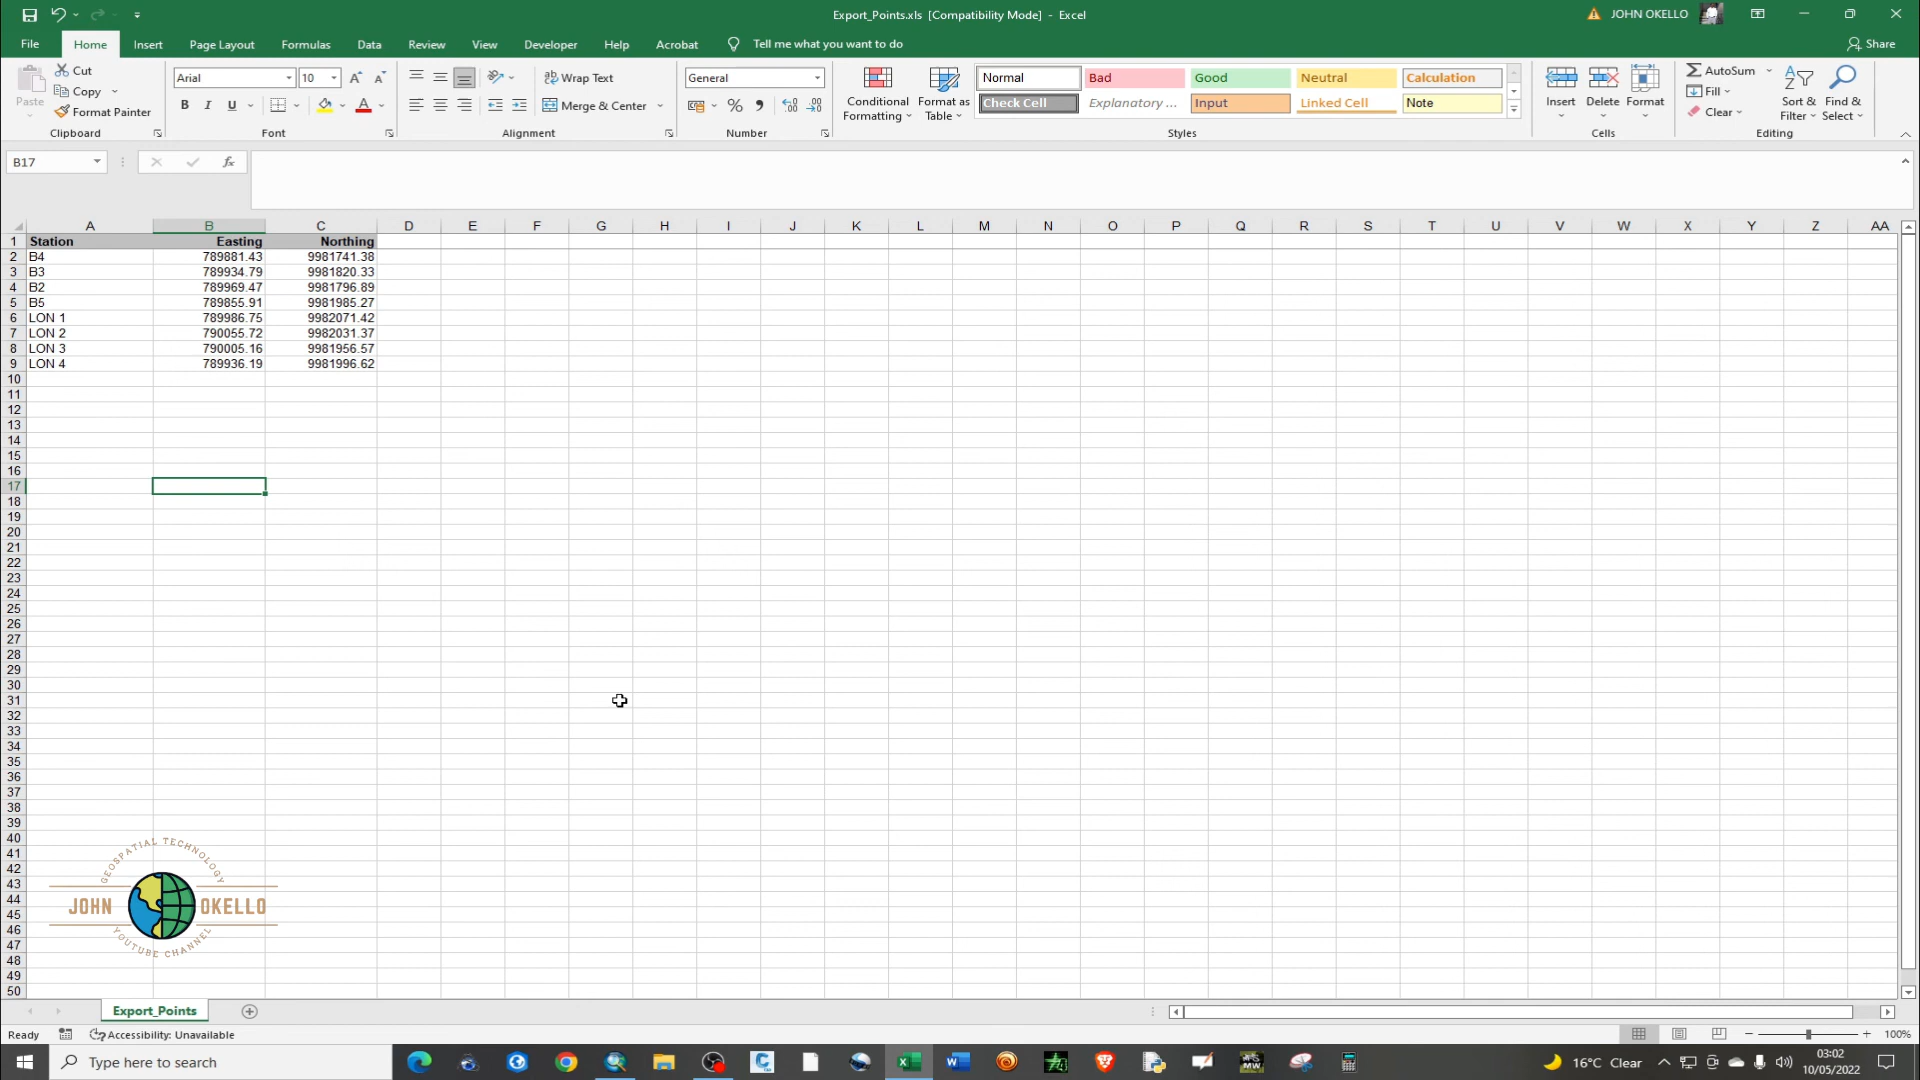 Export_Points.xls [Compatibility Mode] - Excel
JOHN OKELLO
File Home Insert Page Layout Formulas Data Review View Developer Help Acrobat Tell me what you want to do Share
Paste
Cut
Copy
Format Painter
Clipboard
Arial 10
B I U
Font
Wrap Text
Merge & Center
Alignment
General
Number
Conditional Formatting
Format as Table
Normal Bad Good Neutral Calculation
Check Cell Explanatory ... Input Linked Cell Note
Styles
Insert Delete Format
Cells
AutoSum
Fill
Clear
Sort & Filter
Find & Select
Editing
B17 fx
A B C D E F G H I J K L M N O P Q R S T U V W X Y Z AA
1 Station Easting Northing
2 B4 789881.43 9981741.38
3 B3 789934.79 9981820.33
4 B2 789969.47 9981796.89
5 B5 789855.91 9981985.27
6 LON 1 789986.75 9982071.42
7 LON 2 790055.72 9982031.37
8 LON 3 790005.16 9981956.57
9 LON 4 789936.19 9981996.62
10
11
12
13
14
15
16
17
18
19
20
21
22
23
24
25
26
27
28
29
30
31
32
33
34
35
36
37
38
39
40
41
42
43
44
45
46
47
48
49
50
GEOSPATIAL TECHNOLOGY
JOHN OKELLO
YOUTUBE CHANNEL
Export_Points
Ready Accessibility: Unavailable 100%
Type here to search
16°C Clear
03:02
10/05/2022